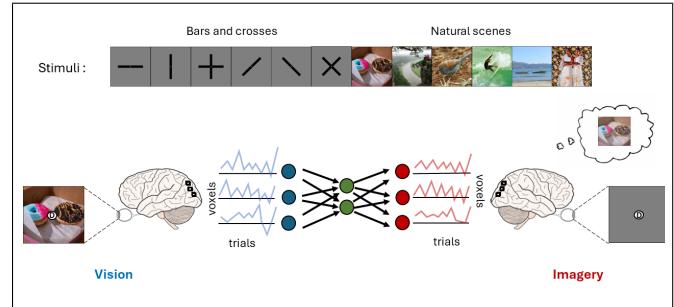 Bars and crosses
Natural scenes
Stimuli :
voxels
trials
voxels
trials
D
D
Vision
Imagery